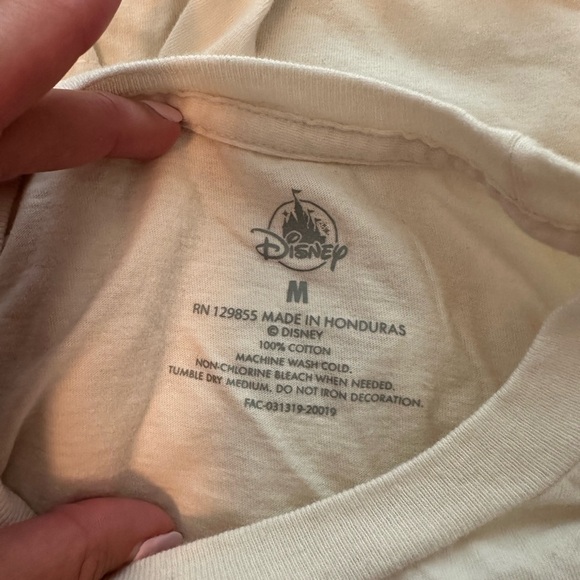 Disney
M
RN 129855 MADE IN HONDURAS
© DISNEY
100% COTTON
MACHINE WASH COLD.
NON-CHLORINE BLEACH WHEN NEEDED.
TUMBLE DRY MEDIUM. DO NOT IRON DECORATION.
FAC-031319-20019